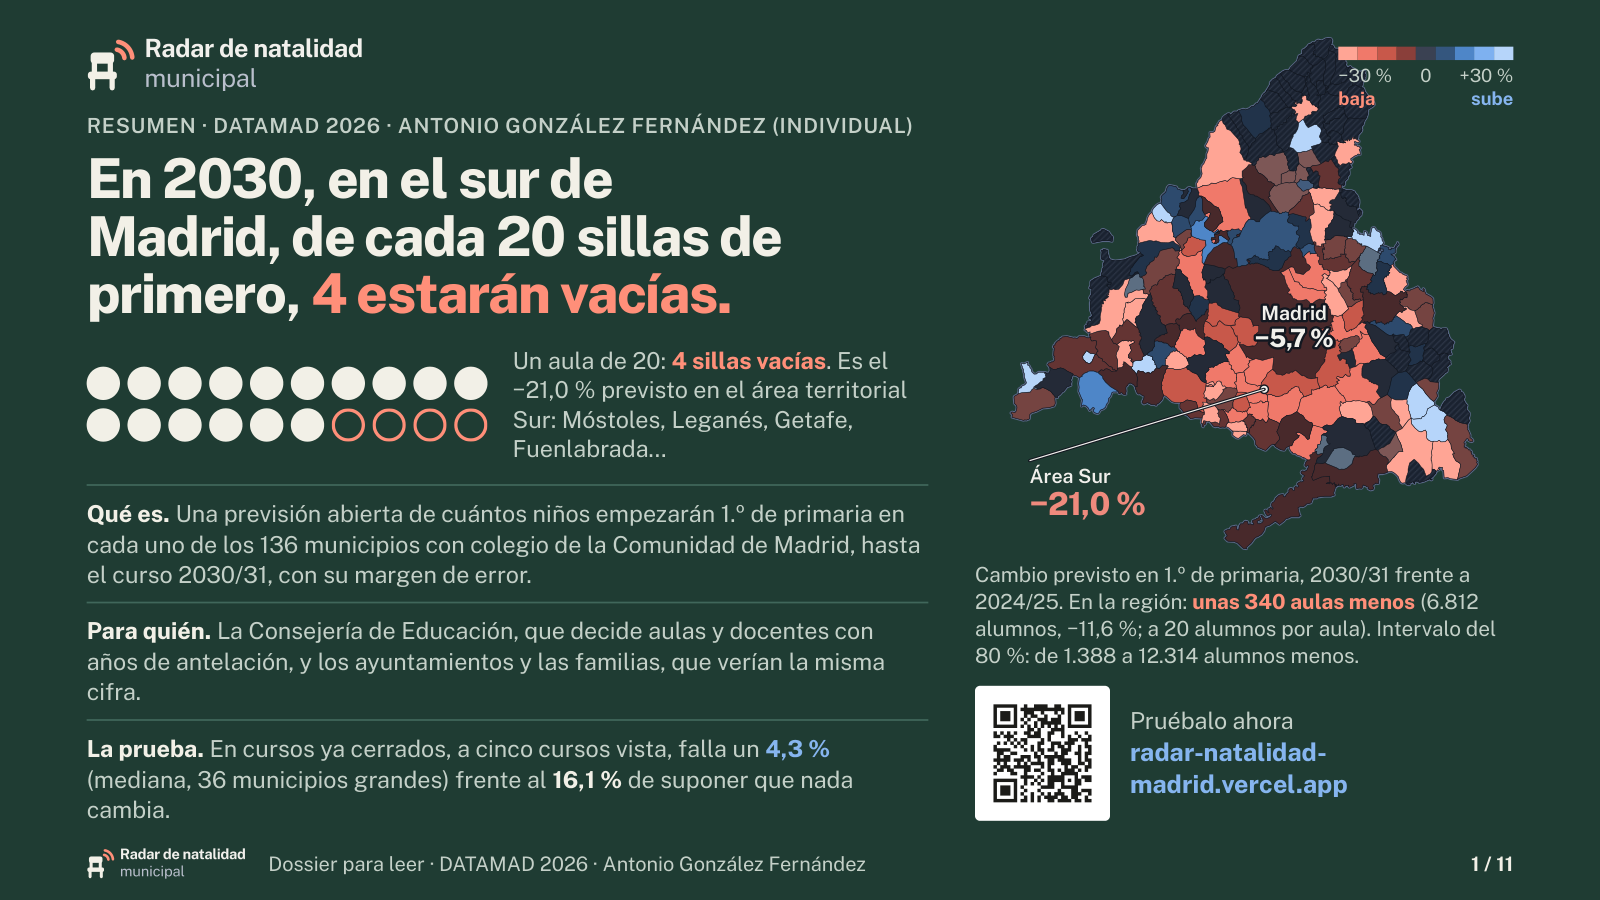 Radar de natalidad
municipal
RESUMEN · DATAMAD 2026 · ANTONIO GONZÁLEZ FERNÁNDEZ (INDIVIDUAL)
En 2030, en el sur de
Madrid, de cada 20 sillas de
primero, 4 estarán vacías.
Un aula de 20: 4 sillas vacías. Es el
−21,0 % previsto en el área territorial
Sur: Móstoles, Leganés, Getafe,
Fuenlabrada...
Qué es. Una previsión abierta de cuántos niños empezarán 1.º de primaria en
cada uno de los 136 municipios con colegio de la Comunidad de Madrid, hasta
el curso 2030/31, con su margen de error.
Para quién. La Consejería de Educación, que decide aulas y docentes con
años de antelación, y los ayuntamientos y las familias, que verían la misma
cifra.
La prueba. En cursos ya cerrados, a cinco cursos vista, falla un 4,3 %
(mediana, 36 municipios grandes) frente al 16,1 % de suponer que nada
cambia.
−30 % 0 +30 %
baja sube
Madrid
−5,7 %
Área Sur
−21,0 %
Cambio previsto en 1.º de primaria, 2030/31 frente a
2024/25. En la región: unas 340 aulas menos (6.812
alumnos, −11,6 %; a 20 alumnos por aula). Intervalo del
80 %: de 1.388 a 12.314 alumnos menos.
Pruébalo ahora
radar-natalidad-
madrid.vercel.app
Radar de natalidad
municipal
Dossier para leer · DATAMAD 2026 · Antonio González Fernández
1 / 11